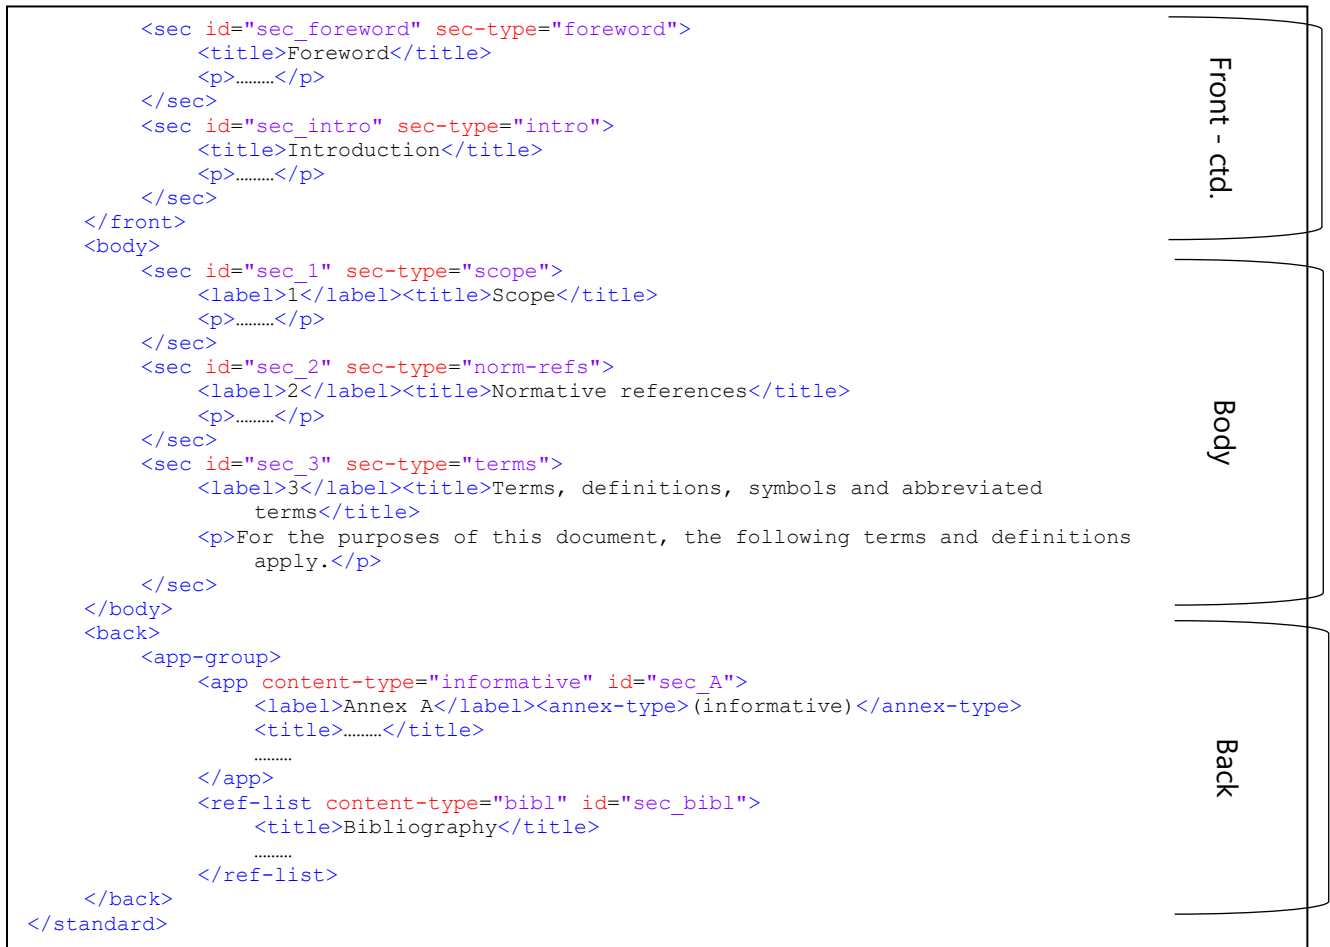 <sec id="sec_foreword" sec-type="foreword">
<title>Foreword</title>
<p>………</p>
</sec>
<sec id="sec_intro" sec-type="intro">
<title>Introduction</title>
<p>………</p>
</sec>
</front>
Front - ctd.
<body>
<sec id="sec_1" sec-type="scope">
<label>1</label><title>Scope</title>
<p>………</p>
</sec>
<sec id="sec_2" sec-type="norm-refs">
<label>2</label><title>Normative references</title>
<p>………</p>
</sec>
<sec id="sec_3" sec-type="terms">
<label>3</label><title>Terms, definitions, symbols and abbreviated
terms</title>
<p>For the purposes of this document, the following terms and definitions
apply.</p>
</sec>
</body>
Body
<back>
<app-group>
<app content-type="informative" id="sec_A">
<label>Annex A</label><annex-type>(informative)</annex-type>
<title>………</title>
………
</app>
<ref-list content-type="bibl" id="sec_bibl">
<title>Bibliography</title>
………
</ref-list>
</back>
Back
</standard>